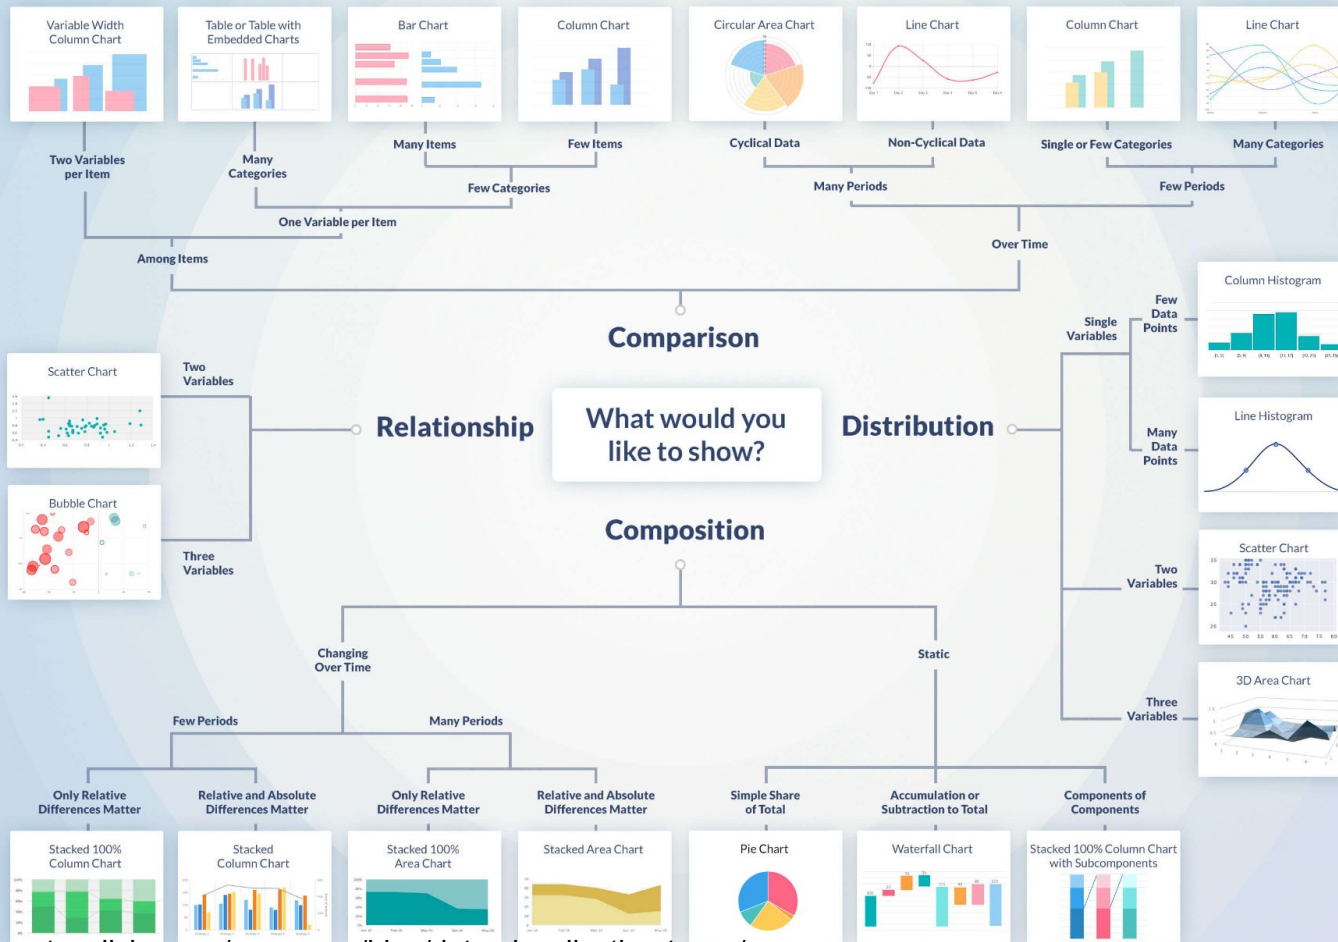 Variable Width
Column Chart
Table or Table with
Embedded Charts
Bar Chart
Column Chart
Circular Area Chart
Line Chart
Column Chart
Line Chart
Two Variables
per Item
Many
Categories
Many Items
Few Items
Cyclical Data
Non-Cyclical Data
Single or Few Categories
Many Categories
Few Categories
Many Periods
Few Periods
One Variable per Item
Among Items
Over Time
Comparison
Relationship
What would you
like to show?
Distribution
Composition
Two
Variables
Scatter Chart
Three
Variables
Bubble Chart
Single
Variables
Few
Data
Points
Column Histogram
Many
Data
Points
Line Histogram
Two
Variables
Scatter Chart
Three
Variables
3D Area Chart
Changing
Over Time
Static
Few Periods
Many Periods
Only Relative
Differences Matter
Relative and Absolute
Differences Matter
Only Relative
Differences Matter
Relative and Absolute
Differences Matter
Simple Share
of Total
Accumulation or
Subtraction to Total
Components of
Components
Stacked 100%
Column Chart
Stacked
Column Chart
Stacked 100%
Area Chart
Stacked Area Chart
Pie Chart
Waterfall Chart
Stacked 100% Column Chart
with Subcomponents